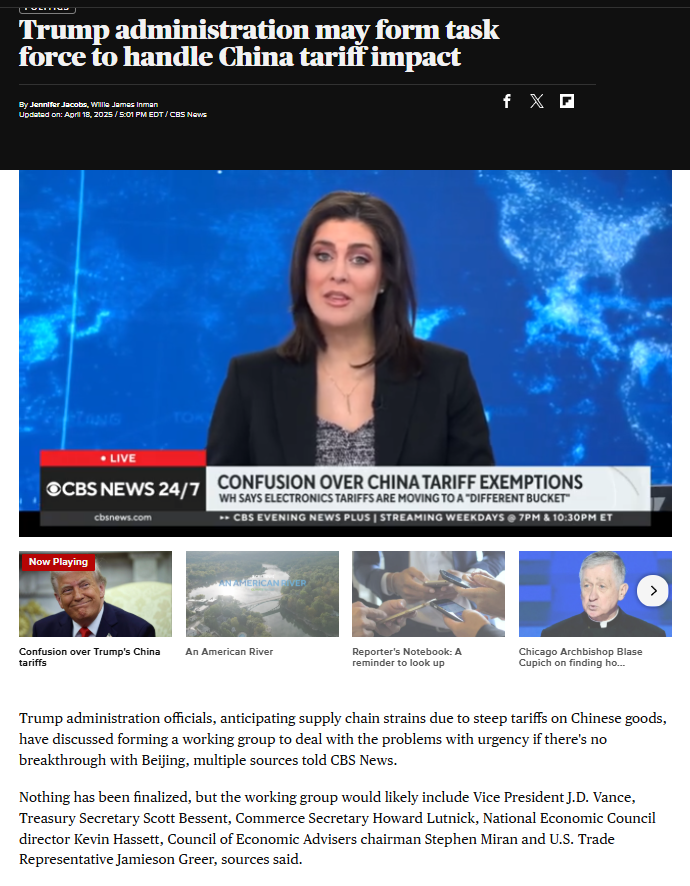 POLITICS
Trump administration may form task
force to handle China tariff impact
By Jennifer Jacobs, Willie James Inman
Updated on: April 18, 2025 / 5:01 PM EDT / CBS News
• LIVE
CBS NEWS 24/7
CONFUSION OVER CHINA TARIFF EXEMPTIONS
WH SAYS ELECTRONICS TARIFFS ARE MOVING TO A "DIFFERENT BUCKET"
cbsnews.com
CBS EVENING NEWS PLUS | STREAMING WEEKDAYS @ 7PM & 10:30PM ET
Now Playing
AN AMERICAN RIVER
Confusion over Trump's China
tariffs
An American River
Reporter's Notebook: A
reminder to look up
Chicago Archbishop Blase
Cupich on finding ho...
Trump administration officials, anticipating supply chain strains due to steep tariffs on Chinese goods,
have discussed forming a working group to deal with the problems with urgency if there's no
breakthrough with Beijing, multiple sources told CBS News.
Nothing has been finalized, but the working group would likely include Vice President J.D. Vance,
Treasury Secretary Scott Bessent, Commerce Secretary Howard Lutnick, National Economic Council
director Kevin Hassett, Council of Economic Advisers chairman Stephen Miran and U.S. Trade
Representative Jamieson Greer, sources said.